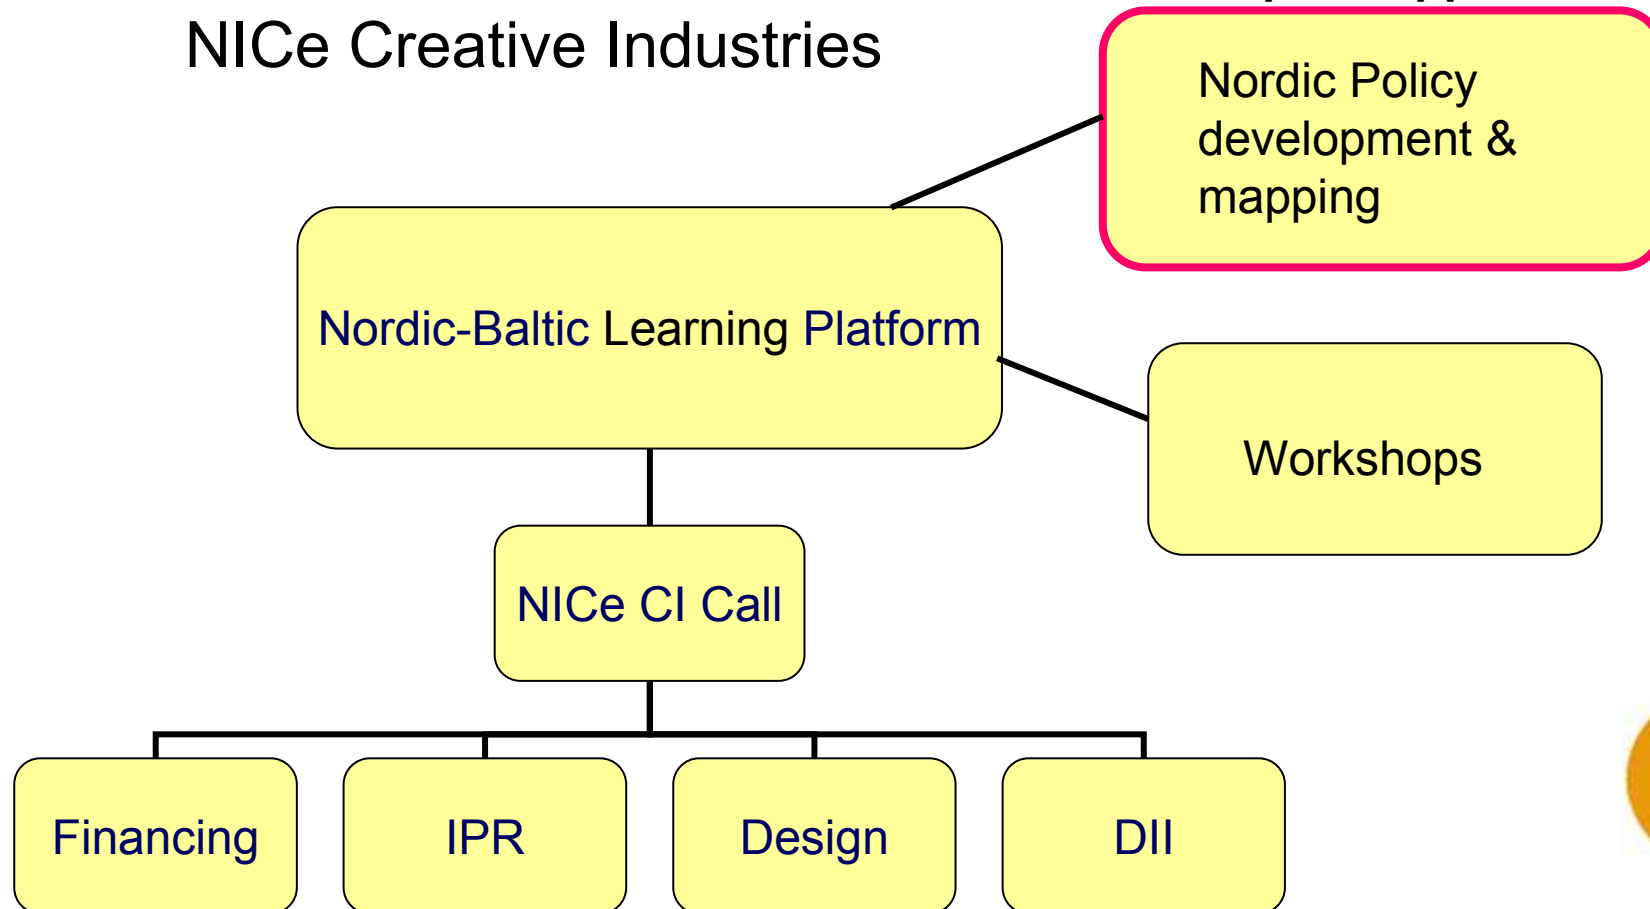 NICe Creative Industries
Nordic Policy
development &
mapping
Nordic-Baltic Learning Platform
Workshops
NICe CI Call
Financing
IPR
Design
DII